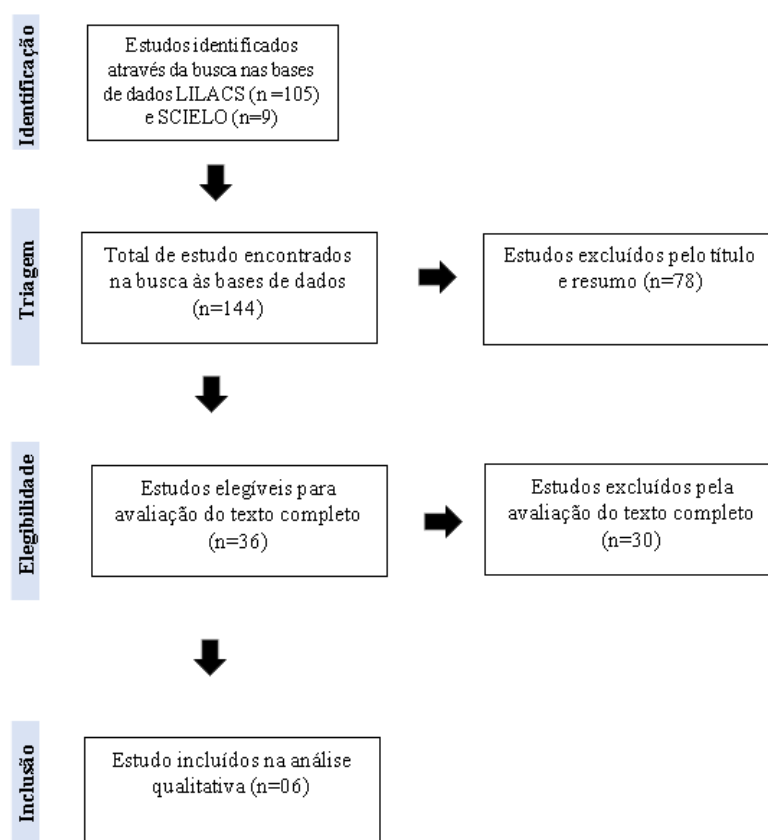 Identificação
Estudos identificados
através da busca nas bases
de dados LILACS (n =105)
e SCIELO (n=9)
Triagem
Total de estudo encontrados
na busca às bases de dados
(n=144)
Estudos excluídos pelo título
e resumo (n=78)
Elegibilidade
Estudos elegíveis para
avaliação do texto completo
(n=36)
Estudos excluídos pela
avaliação do texto completo
(n=30)
Inclusão
Estudo incluídos na análise
qualitativa (n=06)